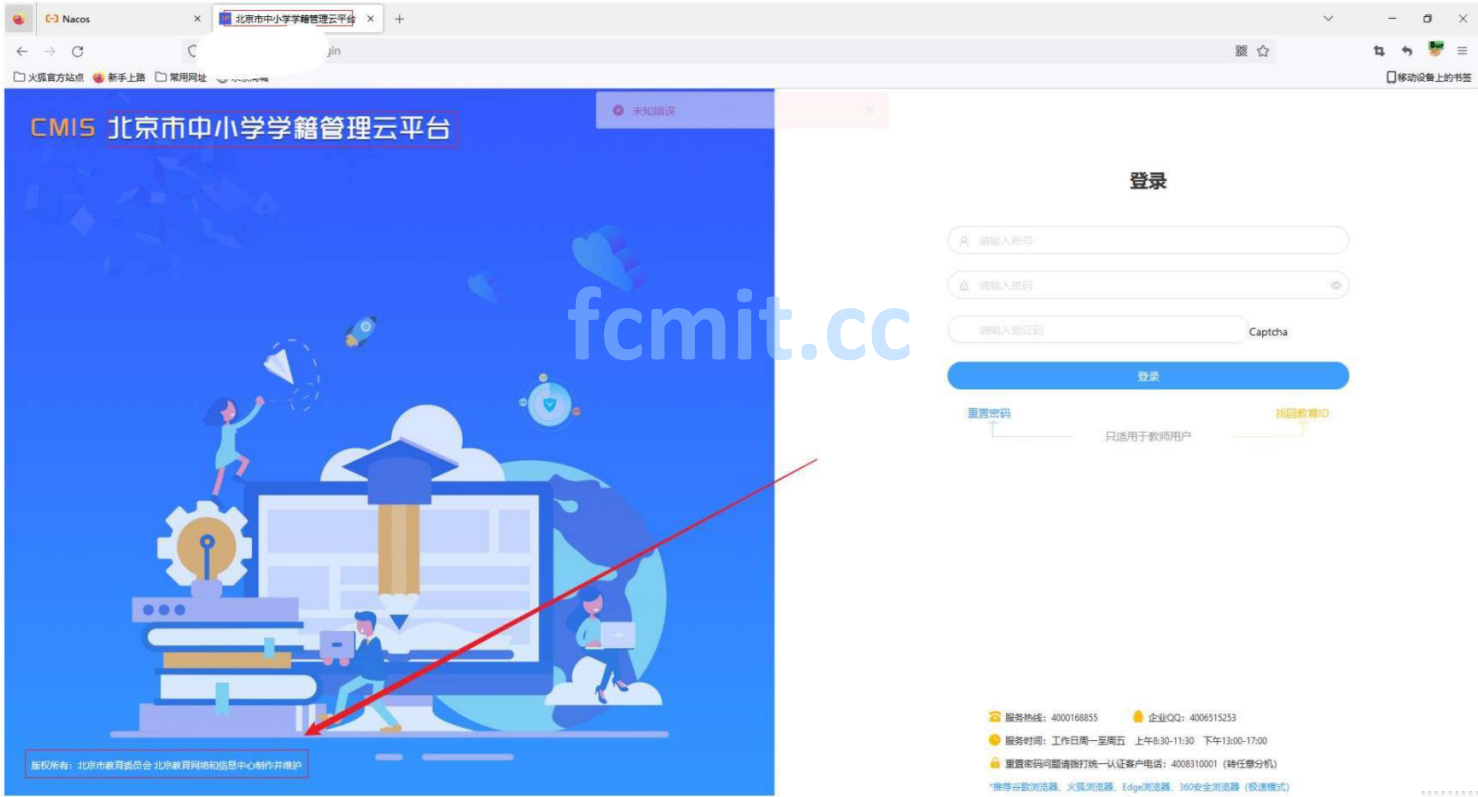 Nacos
北京市中小学学籍管理云平台
gin
火狐官方站点 新手上路 常用网址
移动设备上的书签
CMIS 北京市中小学学籍管理云平台
未知错误
登录
请输入账号
请输入密码
请输入验证码 Captcha
登录
重置密码 找回教育ID
只适用于教师用户
fcmit.cc
服务热线：4000168855 企业QQ：4006515253
服务时间：工作日周一至周五 上午8:30-11:30 下午13:00-17:00
重置密码问题请拨打统一认证客户电话：4008310001（转任意分机）
*推荐谷歌浏览器、火狐浏览器、Edge浏览器、360安全浏览器（极速模式）
版权所有：北京市教育委员会 北京教育网络和信息中心制作并维护